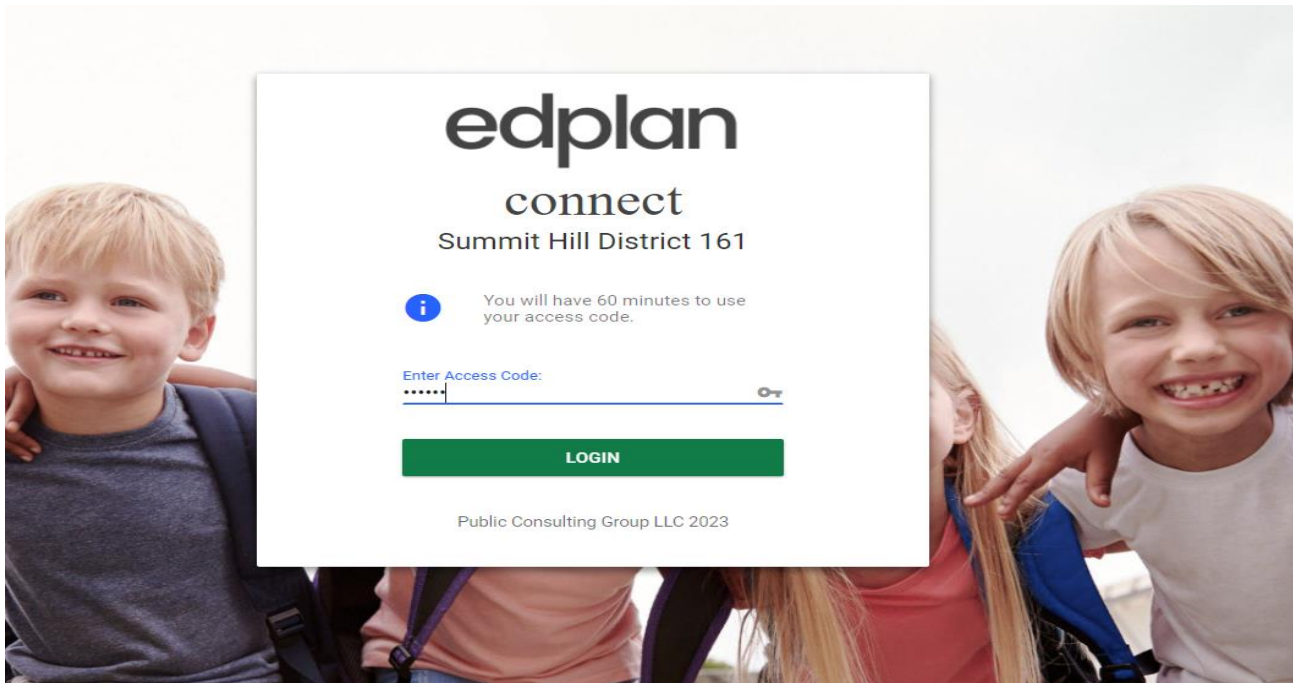 edplan
connect
Summit Hill District 161
i
You will have 60 minutes to use
your access code.
Enter Access Code:
••••••
LOGIN
Public Consulting Group LLC 2023